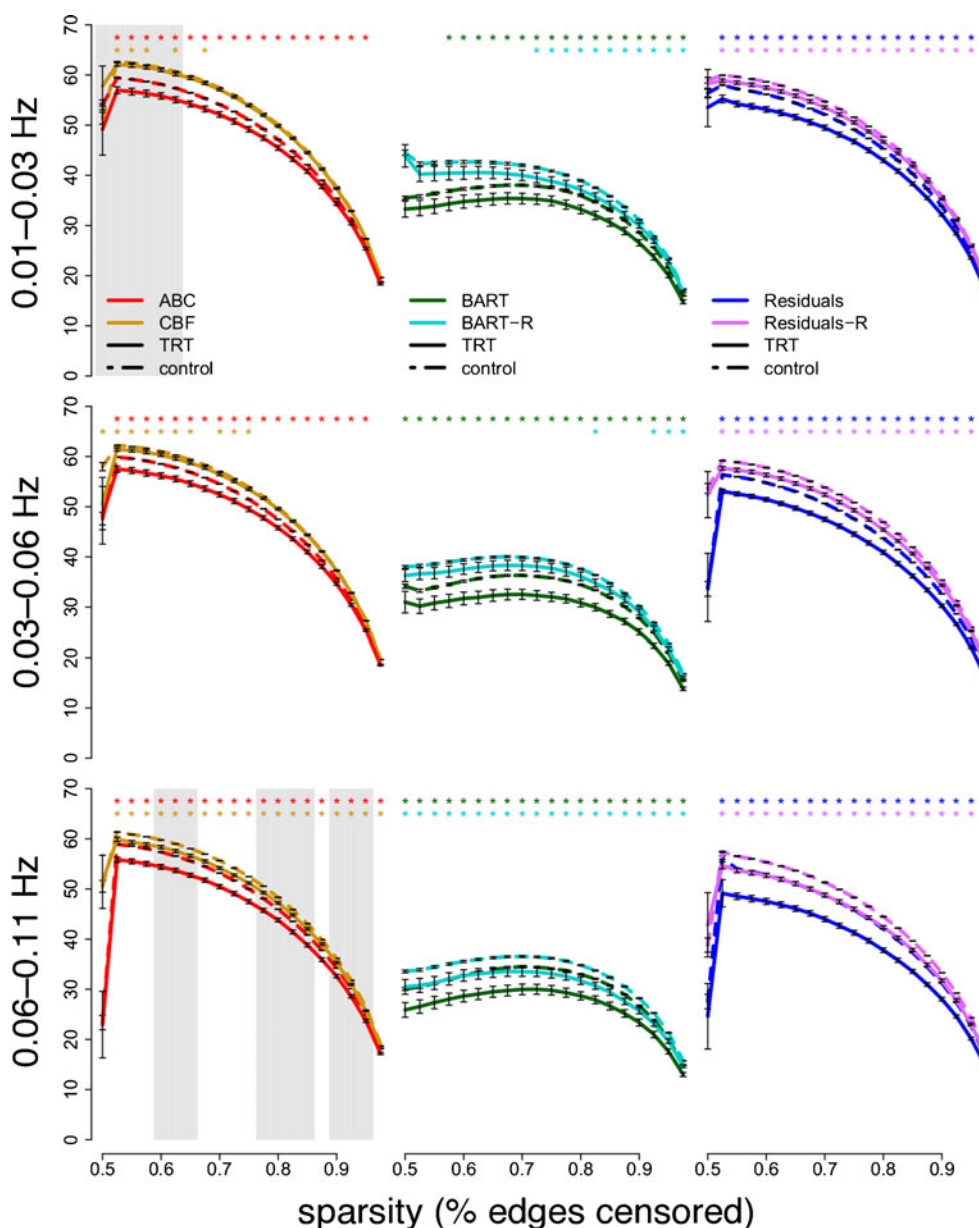 0.01–0.03 Hz
70
60
50
40
30
20
10
0
ABC
CBF
TRT
control
BART
BART-R
TRT
control
Residuals
Residuals-R
TRT
control
0.03–0.06 Hz
70
60
50
40
30
20
10
0
0.06–0.11 Hz
70
60
50
40
30
20
10
0
0.5 0.6 0.7 0.8 0.9
0.5 0.6 0.7 0.8 0.9
0.5 0.6 0.7 0.8 0.9
sparsity (% edges censored)